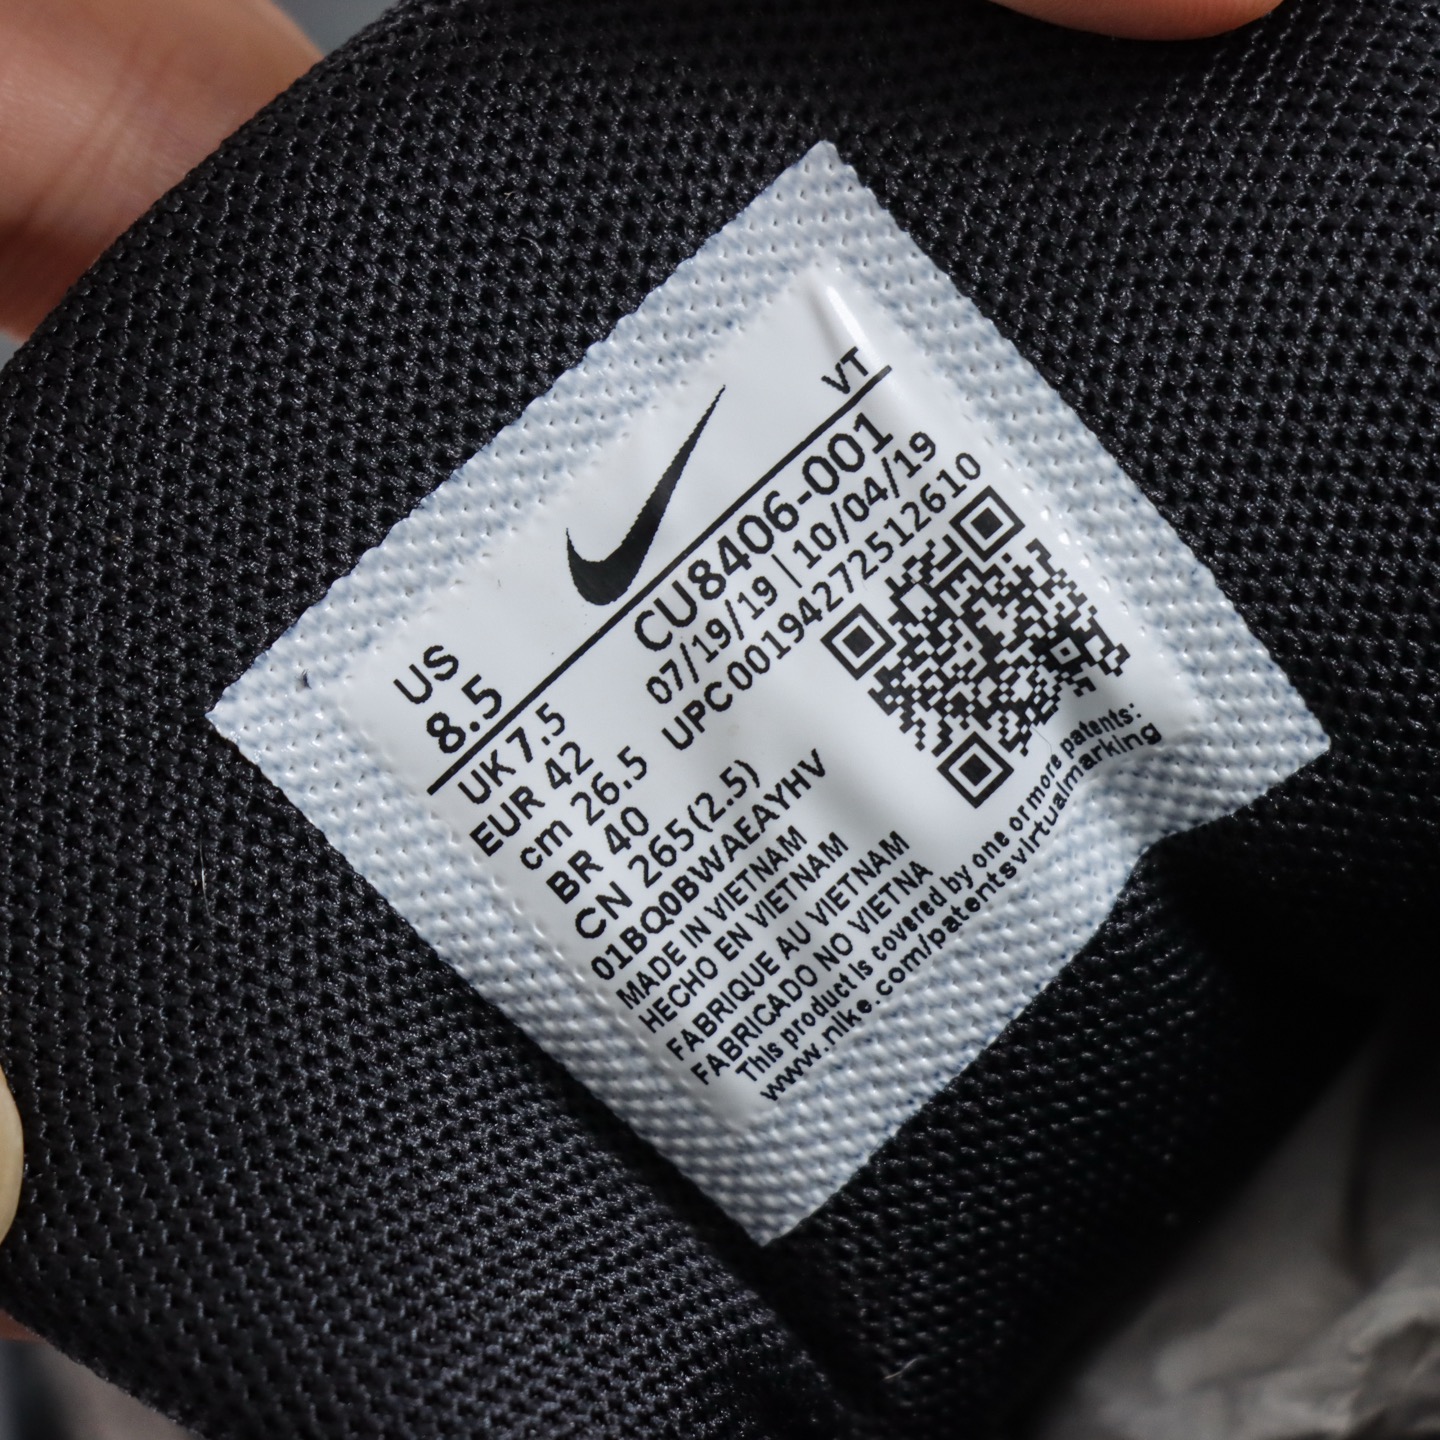 VT
US
8.5
UK 7.5
EUR 42
cm 26.5
BR 40
CN 265(2.5)
CU8406-001
07/19/19 | 10/04/19
UPC00194272512610
01BQ0BWAEAYHV
MADE IN VIETNAM
HECHO EN VIETNAM
FABRIQUE AU VIETNAM
FABRICADO NO VIETNA
This product is covered by one or more patents:
www.nike.com/patentsvirtualmarking